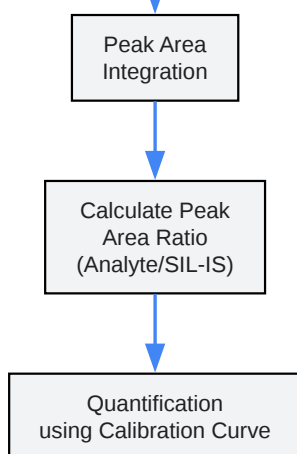 Peak Area
Integration
Calculate Peak
Area Ratio
(Analyte/SIL-IS)
Quantification
using Calibration Curve